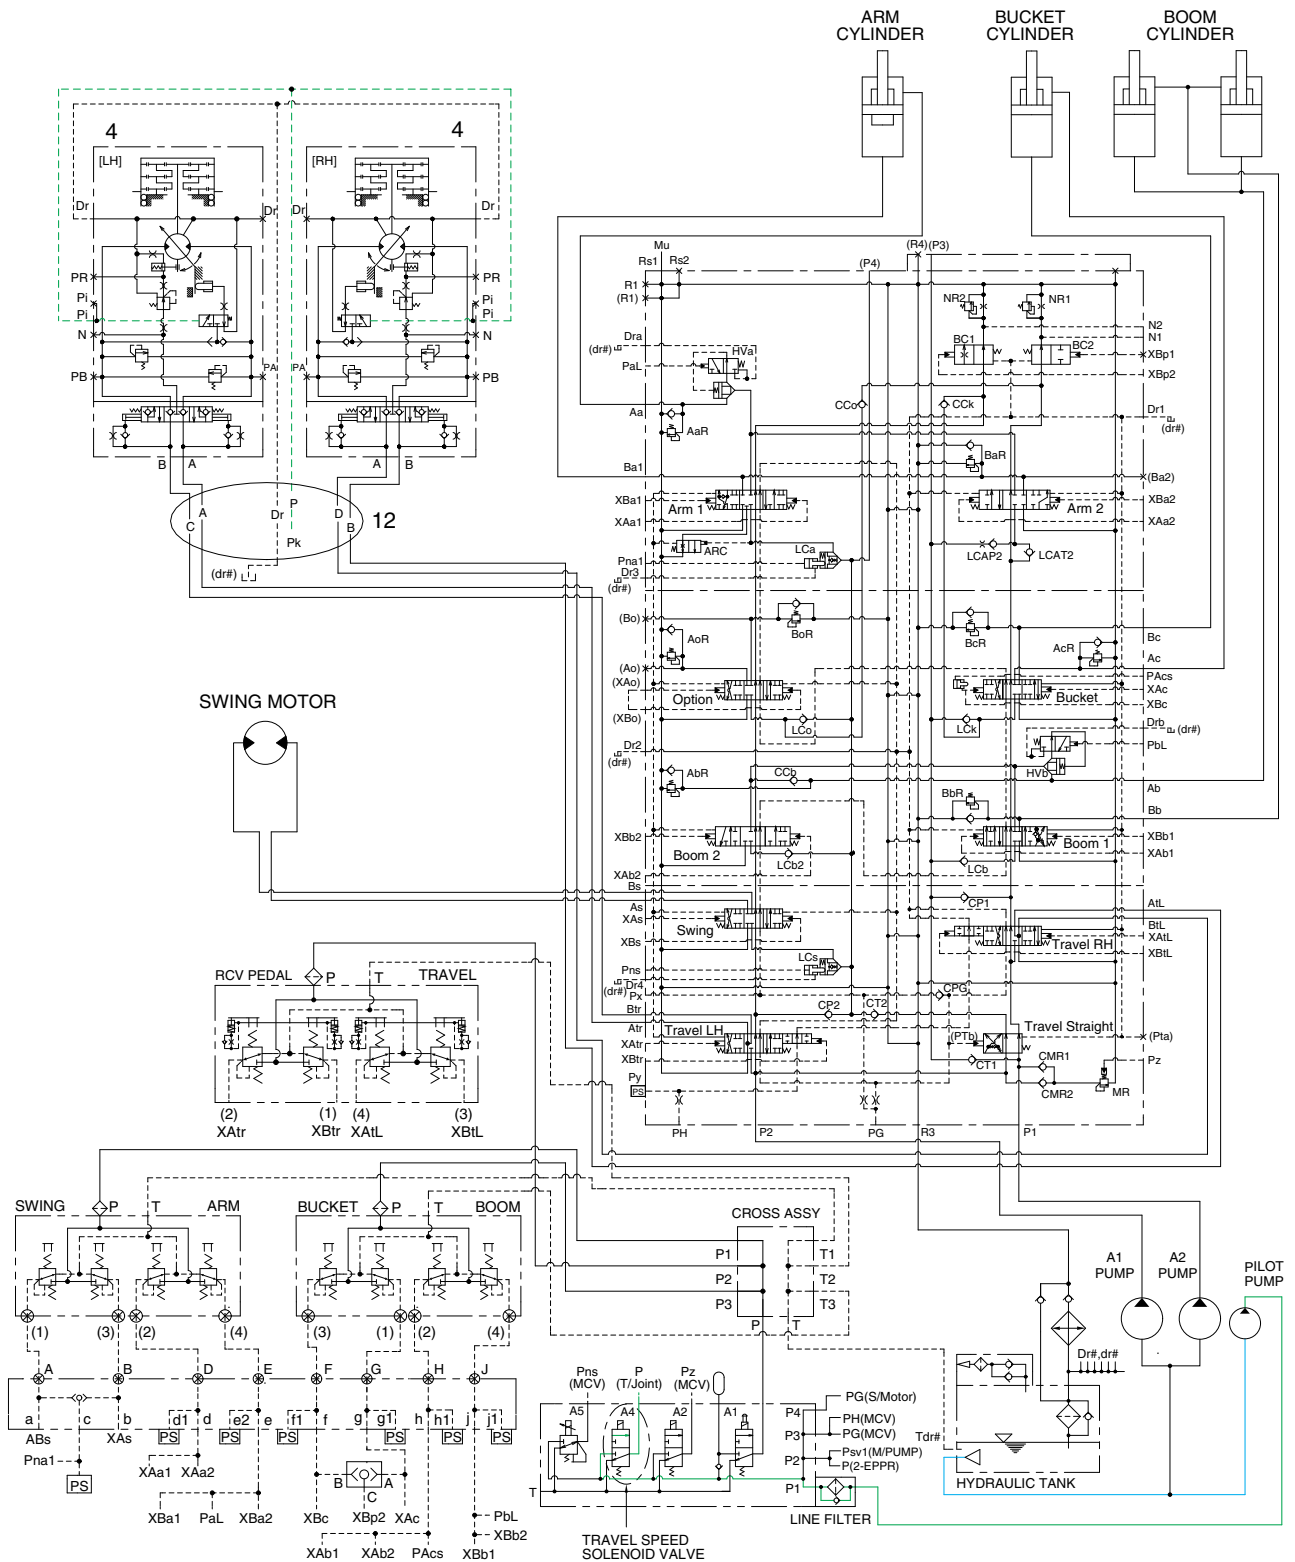 ARM
CYLINDER
BUCKET
CYLINDER
BOOM
CYLINDER
4
4
[LH]
[RH]
Dr
Dr
Dr
Dr
PR
PR
Pi
Pi
Pi
Pi
N
N
PA
PA
PB
PB
B
A
A
B
C
A
Dr
P
D
B
12
Pk
(dr#)
Mu
Rs1
Rs2
(P4)
(R4)
(P3)
R1
(R1)
NR2
NR1
N2
N1
Dra
(dr#)
HVa
BC1
BC2
XBp1
PaL
XBp2
CCo
CCk
Aa
AaR
Dr1
(dr#)
BaR
Ba1
(Ba2)
XBa1
Arm 1
Arm 2
XBa2
XAa1
XAa2
ARC
LCa
LCAP2
LCAT2
Pna1
Dr3
(dr#)
(Bo)
AoR
BoR
BcR
AcR
Bc
Ac
(Ao)
PAcs
(XAo)
XAc
Option
Bucket
XBc
(XBo)
LCo
LCk
Drb
(dr#)
Dr2
(dr#)
PbL
HVb
AbR
CCb
Ab
BbR
Bb
XBb2
XBb1
Boom 2
Boom 1
XAb1
LCb2
LCb
XAb2
Bs
CP1
AtL
As
BtL
XAs
Swing
Travel RH
XAtL
XBs
XBtL
LCs
Pns
Dr4
(dr#)
Px
CPG
CP2
CT2
Btr
Atr
Travel LH
Travel Straight
XAtr
(PTb)
(Pta)
XBtr
CT1
CMR1
Pz
Py
PS
CMR2
MR
PH
P2
PG
R3
P1
SWING MOTOR
RCV PEDAL
P
T
TRAVEL
(2)
(1)
(4)
(3)
XAtr
XBtr
XAtL
XBtL
SWING
P
T
ARM
BUCKET
P
T
BOOM
(1)
(3)
(2)
(4)
(3)
(1)
(2)
(4)
A
B
D
E
F
G
H
J
a
c
b
d1
d
e2
e
f1
f
g
g1
h
h1
j
j1
PS
PS
PS
PS
PS
PS
ABs
XAs
Pna1
PS
XAa1
XAa2
XBa1
PaL
XBa2
B
A
C
XBc
XBp2
XAc
PbL
XBb2
XAb1
XAb2
PAcs
XBb1
CROSS ASSY
P1
T1
P2
T2
P3
T3
P
T
Pns
(MCV)
P
(T/Joint)
Pz
(MCV)
A5
A4
A2
A1
P4
PG(S/Motor)
P3
PH(MCV)
PG(MCV)
P2
Psv1(M/PUMP)
P(2-EPPR)
P1
T
LINE FILTER
TRAVEL SPEED
SOLENOID VALVE
A1
PUMP
A2
PUMP
PILOT
PUMP
Dr#,dr#
Tdr#
HYDRAULIC TANK